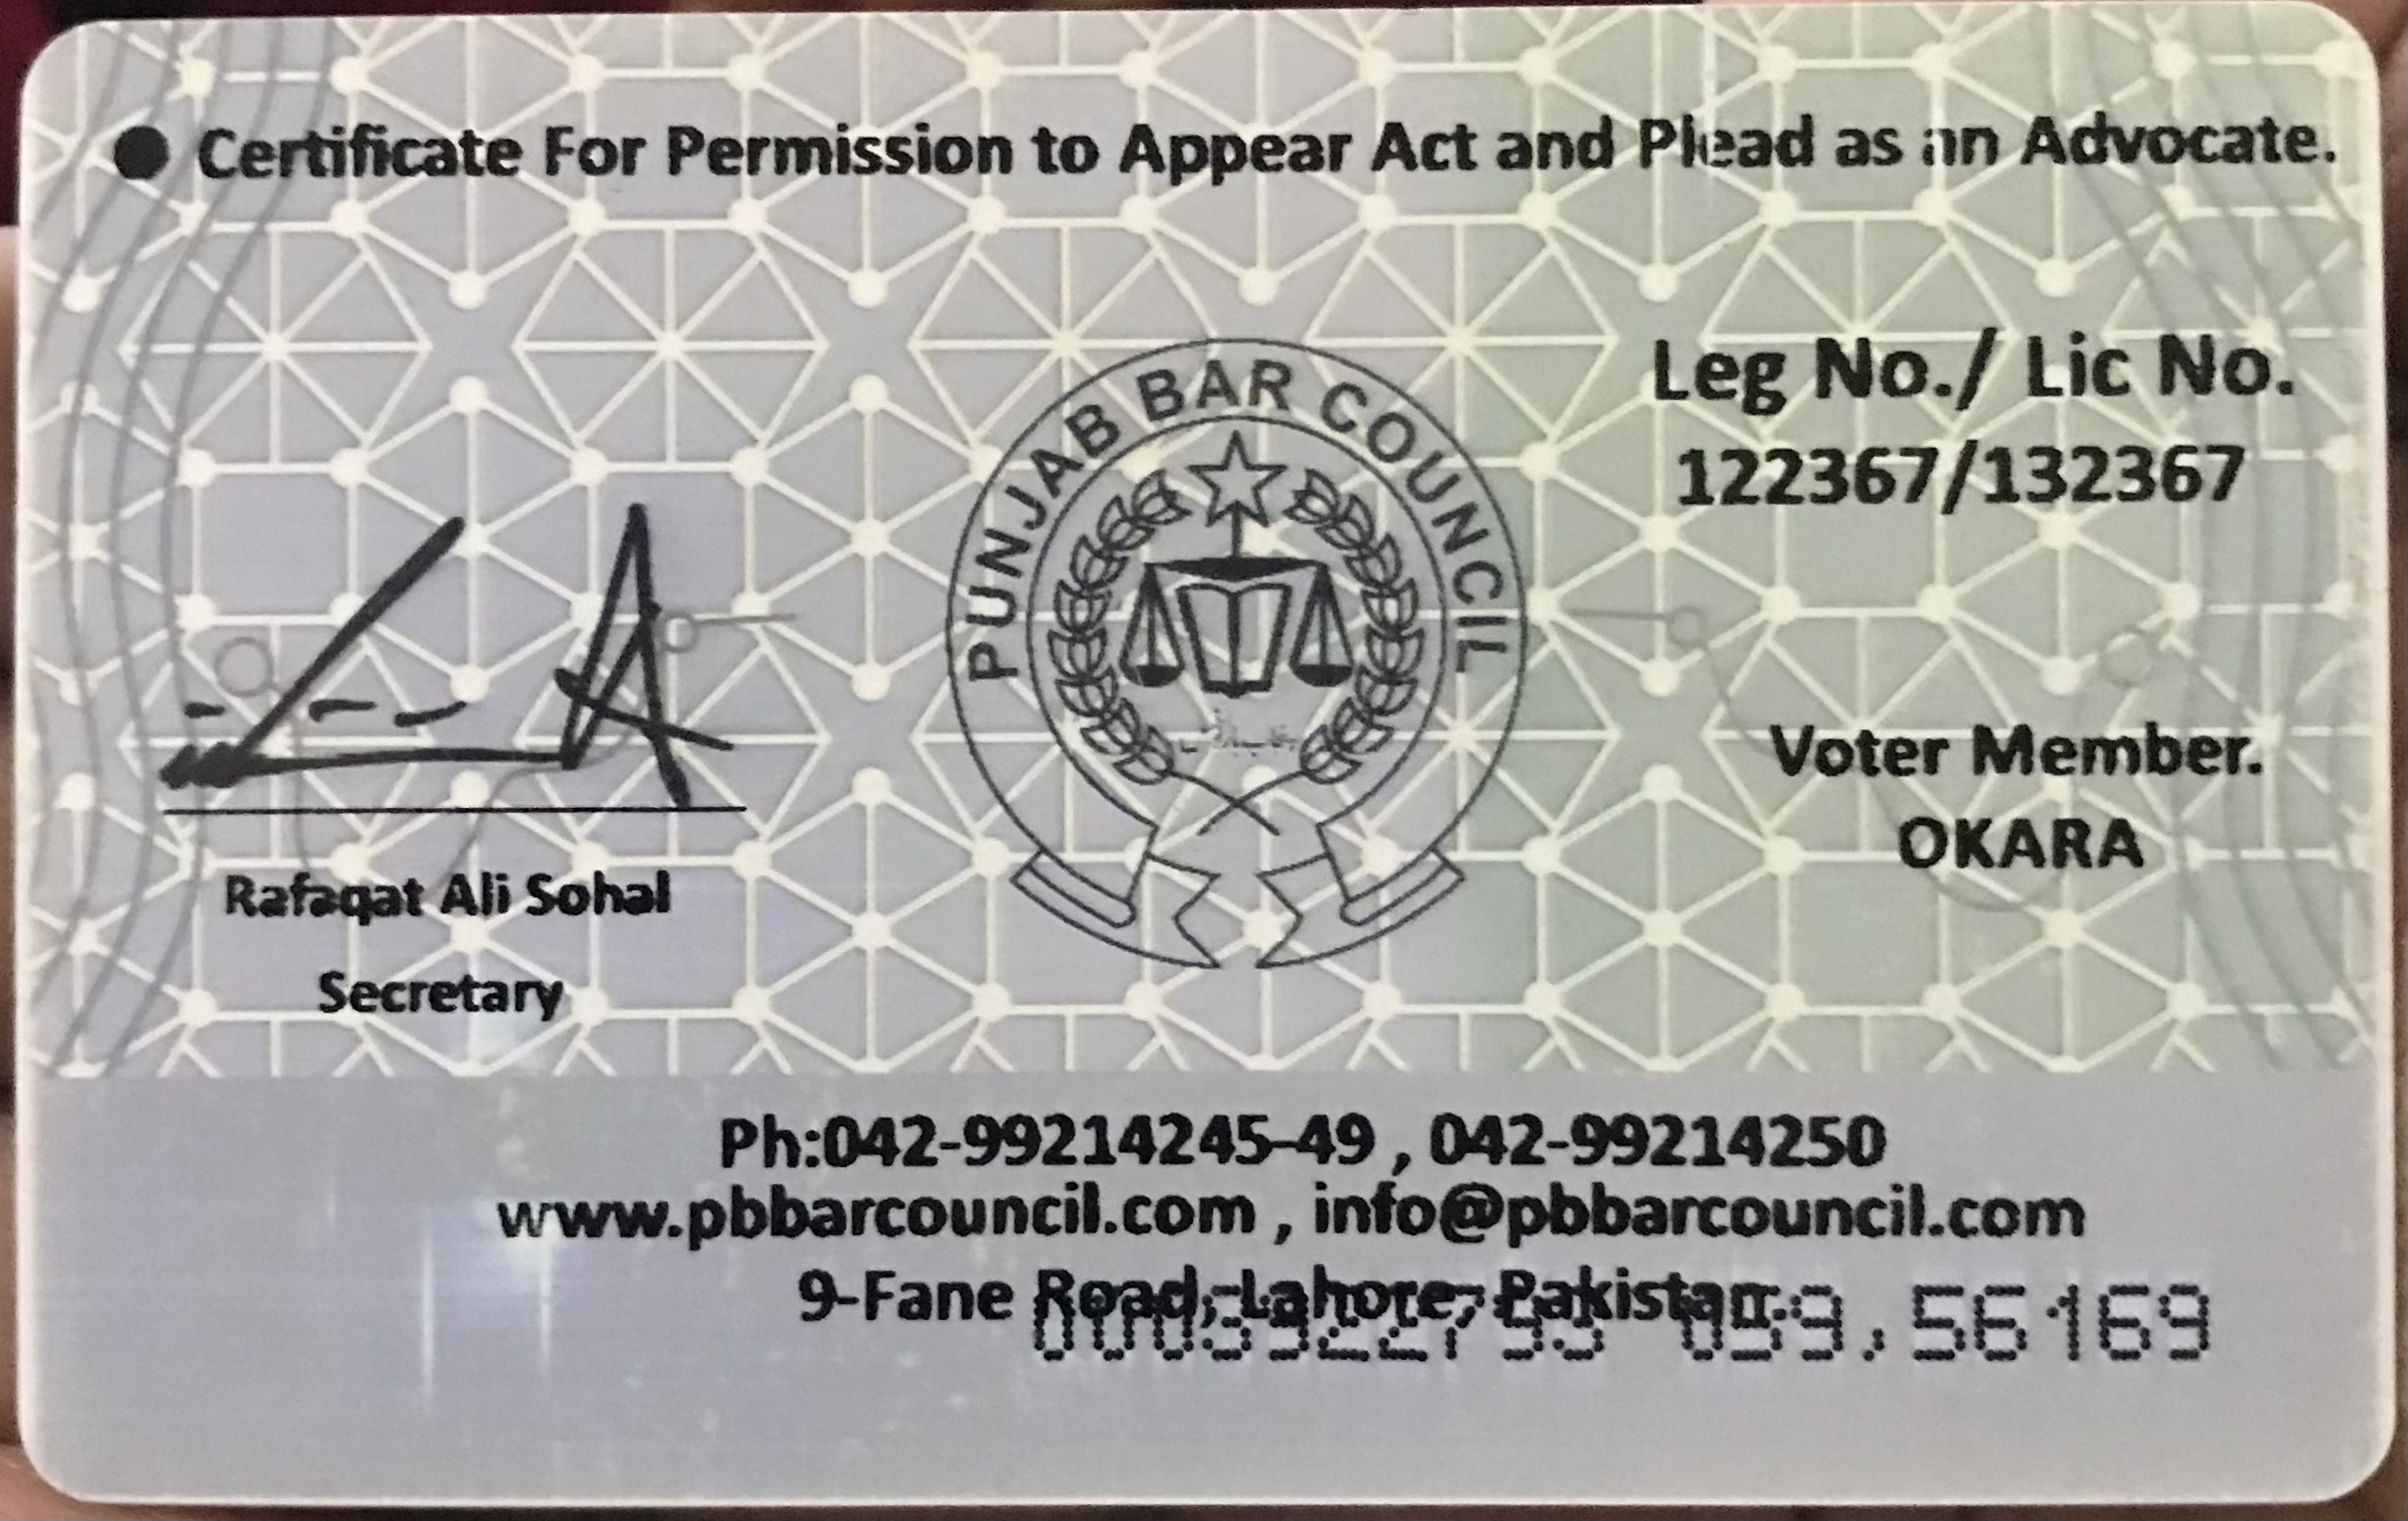 ● Certificate For Permission to Appear Act and Plead as an Advocate.
PUNJAB BAR COUNCIL
Leg No./ Lic No.
122367/132367
Voter Member.
OKARA
Rafaqat Ali Sohal
Secretary
Ph:042-99214245-49 , 042-99214250
www.pbbarcouncil.com , info@pbbarcouncil.com
9-Fane Road, Lahore, Pakistan.
059,56169